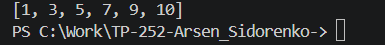 [1, 3, 5, 7, 9, 10]
PS C:\Work\TP-252-Arsen_Sidorenko->